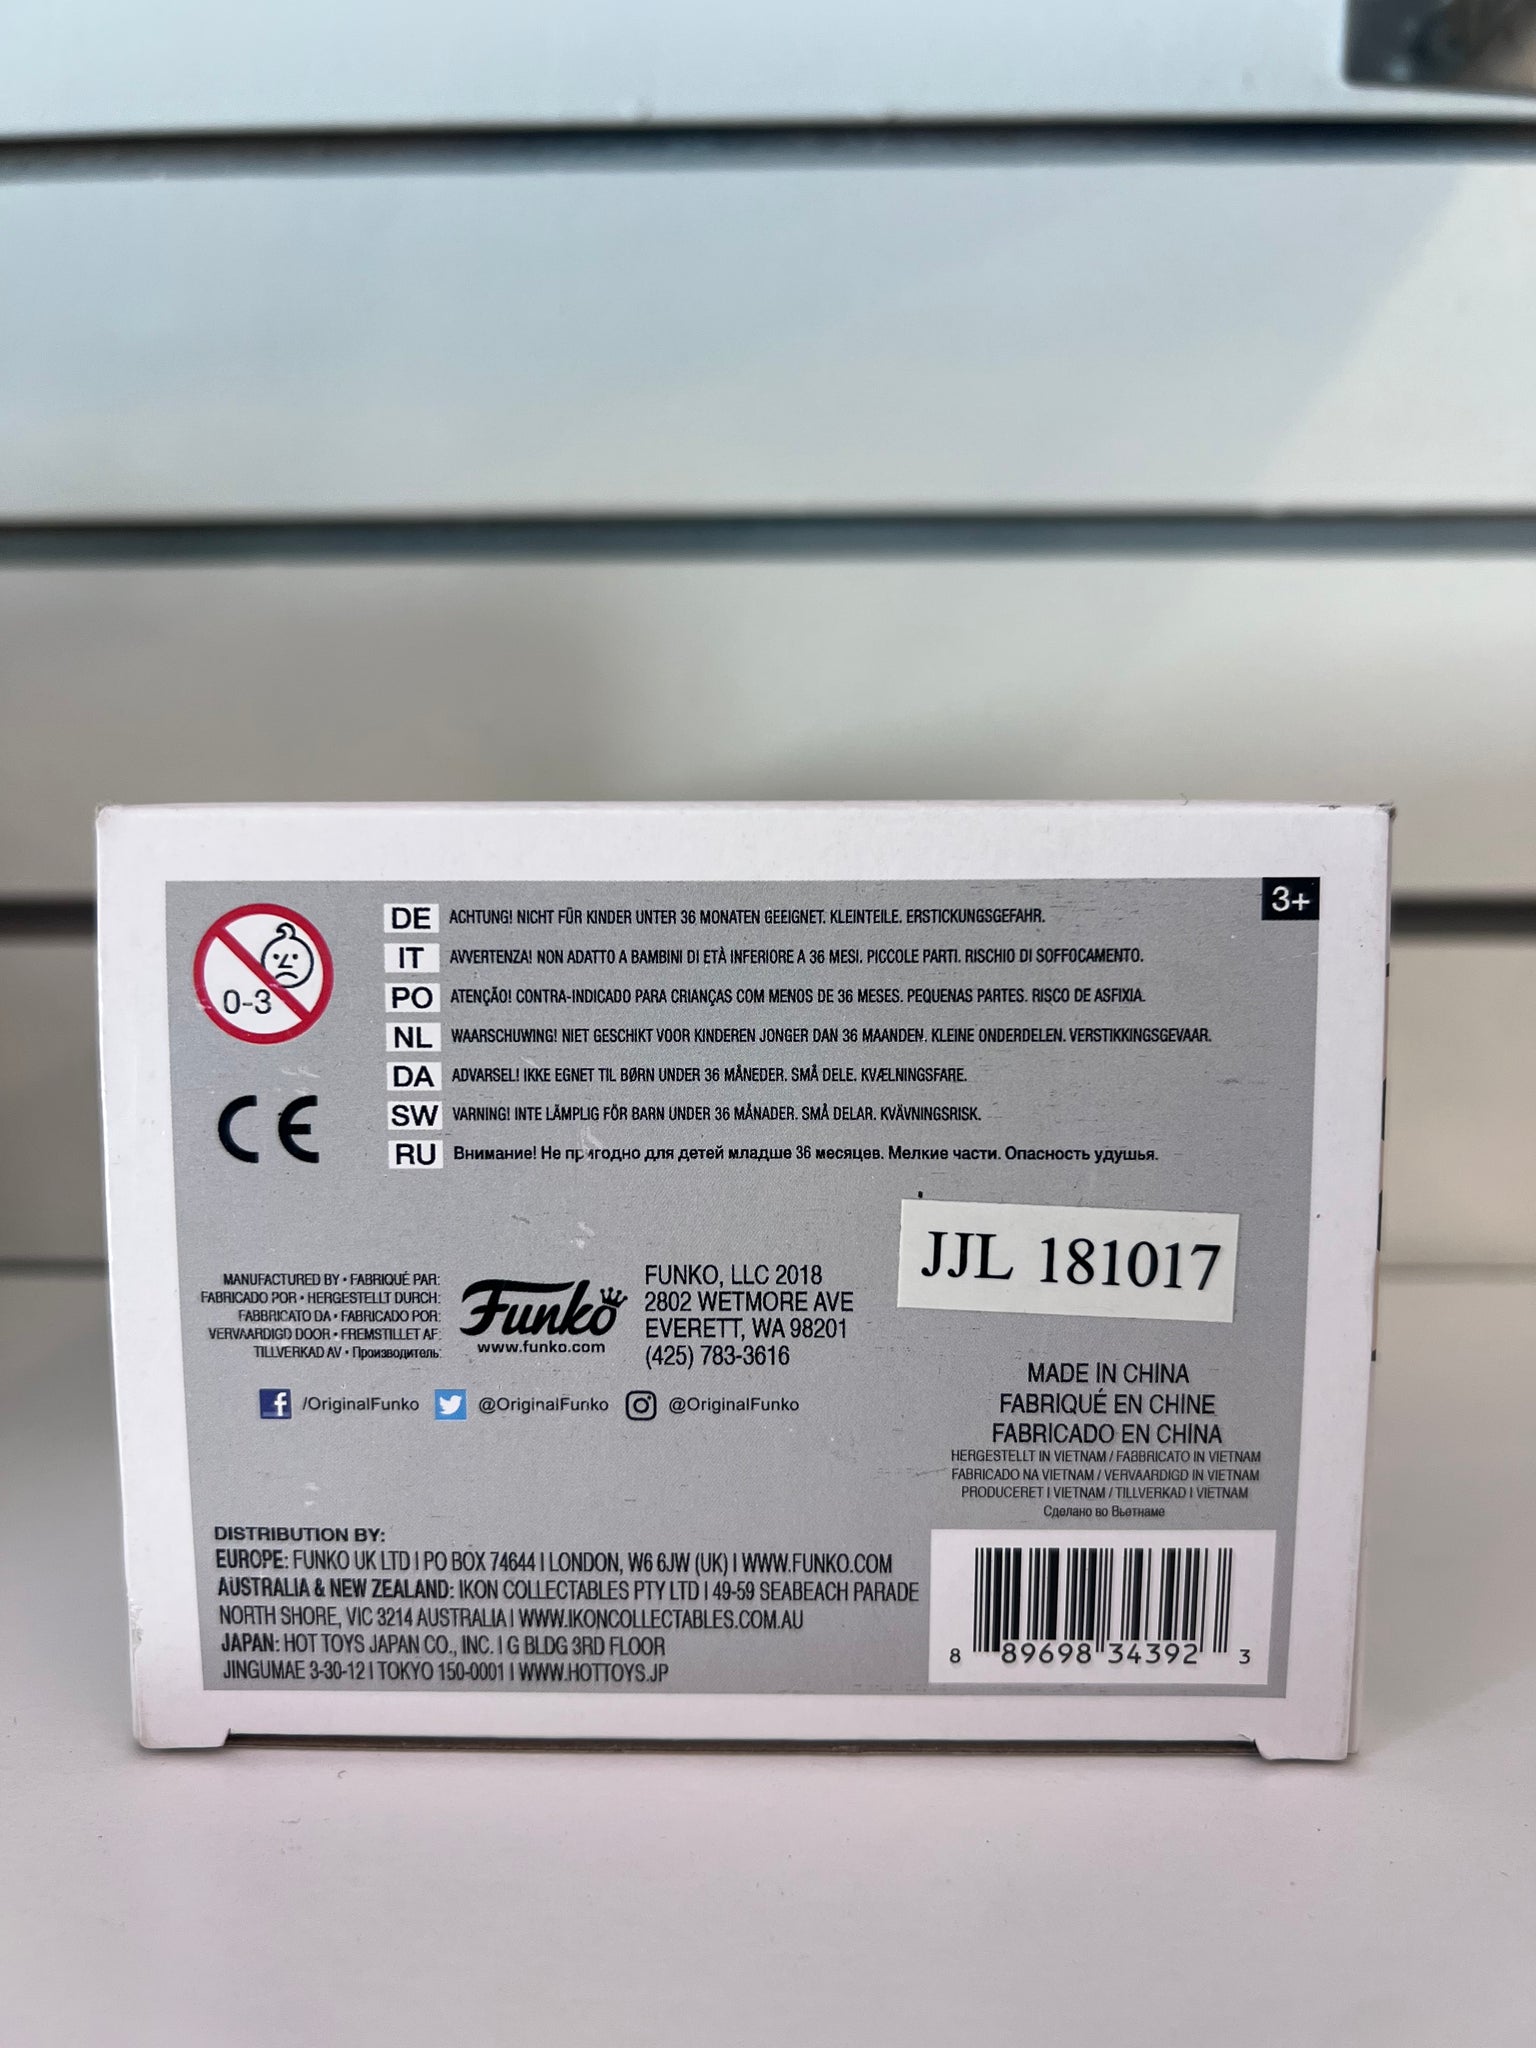 3+
0-3
DE ACHTUNG! NICHT FÜR KINDER UNTER 36 MONATEN GEEIGNET. KLEINTEILE. ERSTICKUNGSGEFAHR.
IT AVVERTENZA! NON ADATTO A BAMBINI DI ETÀ INFERIORE A 36 MESI. PICCOLE PARTI. RISCHIO DI SOFFOCAMENTO.
PO ATENÇÃO! CONTRA-INDICADO PARA CRIANÇAS COM MENOS DE 36 MESES. PEQUENAS PARTES. RISCO DE ASFIXIA.
NL WAARSCHUWING! NIET GESCHIKT VOOR KINDEREN JONGER DAN 36 MAANDEN. KLEINE ONDERDELEN. VERSTIKKINGSGEVAAR.
DA ADVARSEL! IKKE EGNET TIL BØRN UNDER 36 MÅNEDER. SMÅ DELE. KVÆLNINGSFARE.
SW VARNING! INTE LÄMPLIG FÖR BARN UNDER 36 MÅNADER. SMÅ DELAR. KVÄVNINGSRISK.
RU Внимание! Не пригодно для детей младше 36 месяцев. Мелкие части. Опасность удушья.
CE
MANUFACTURED BY • FABRIQUÉ PAR:
FABRICADO POR • HERGESTELLT DURCH:
FABBRICATO DA • FABRICADO POR:
VERVAARDIGD DOOR • FREMSTILLET AF:
TILLVERKAD AV • Производитель:
Funko
www.funko.com
FUNKO, LLC 2018
2802 WETMORE AVE
EVERETT, WA 98201
(425) 783-3616
JJL 181017
/OriginalFunko @OriginalFunko @OriginalFunko
MADE IN CHINA
FABRIQUÉ EN CHINE
FABRICADO EN CHINA
HERGESTELLT IN VIETNAM / FABBRICATO IN VIETNAM
FABRICADO NA VIETNAM / VERVAARDIGD IN VIETNAM
PRODUCERET I VIETNAM / TILLVERKAD I VIETNAM
Сделано во Вьетнаме
DISTRIBUTION BY:
EUROPE: FUNKO UK LTD | PO BOX 74644 | LONDON, W6 6JW (UK) | WWW.FUNKO.COM
AUSTRALIA & NEW ZEALAND: IKON COLLECTABLES PTY LTD | 49-59 SEABEACH PARADE
NORTH SHORE, VIC 3214 AUSTRALIA | WWW.IKONCOLLECTABLES.COM.AU
JAPAN: HOT TOYS JAPAN CO., INC. | G BLDG 3RD FLOOR
JINGUMAE 3-30-12 | TOKYO 150-0001 | WWW.HOTTOYS.JP
8 89698 34392 3